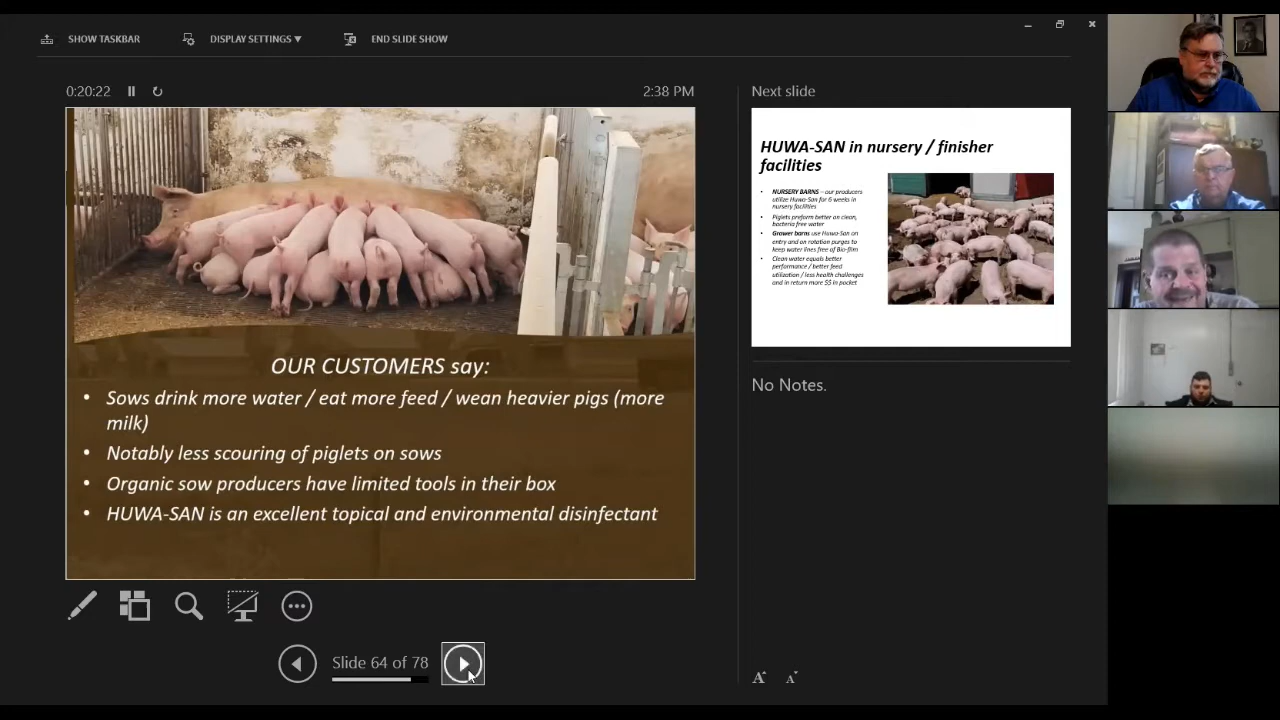 SHOW TASKBAR
DISPLAY SETTINGS ▼
END SLIDE SHOW
0:20:22
2:38 PM
OUR CUSTOMERS say:
• Sows drink more water / eat more feed / wean heavier pigs (more
milk)
• Notably less scouring of piglets on sows
• Organic sow producers have limited tools in their box
• HUWA-SAN is an excellent topical and environmental disinfectant
Slide 64 of 78
Next slide
HUWA-SAN in nursery / finisher
facilities
• NURSERY BARNS – our producers
utilize Huwa-San for 6 weeks in
nursery facilities
• Piglets preform better on clean,
bacteria free water
• Grower barns use Huwa-San on
entry and on rotation purges to
keep water lines free of Bio-film
• Clean water equals better
performance / better feed
utilization / less health challenges
and in return more $$ in pocket
No Notes.
A A